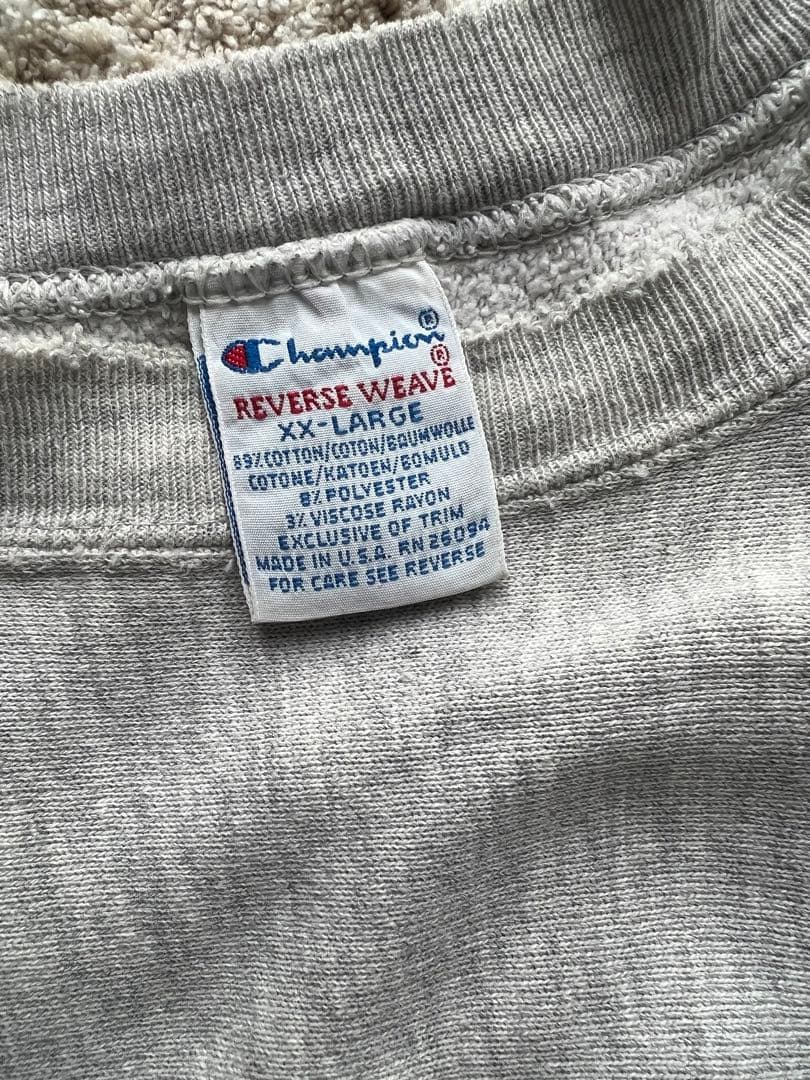 Champion®
REVERSE WEAVE®
XX-LARGE
89% COTTON/COTON/BAUMWOLLE
COTONE/KATOEN/BOMULD
8% POLYESTER
3% VISCOSE RAYON
EXCLUSIVE OF TRIM
MADE IN U.S.A. RN 26094
FOR CARE SEE REVERSE